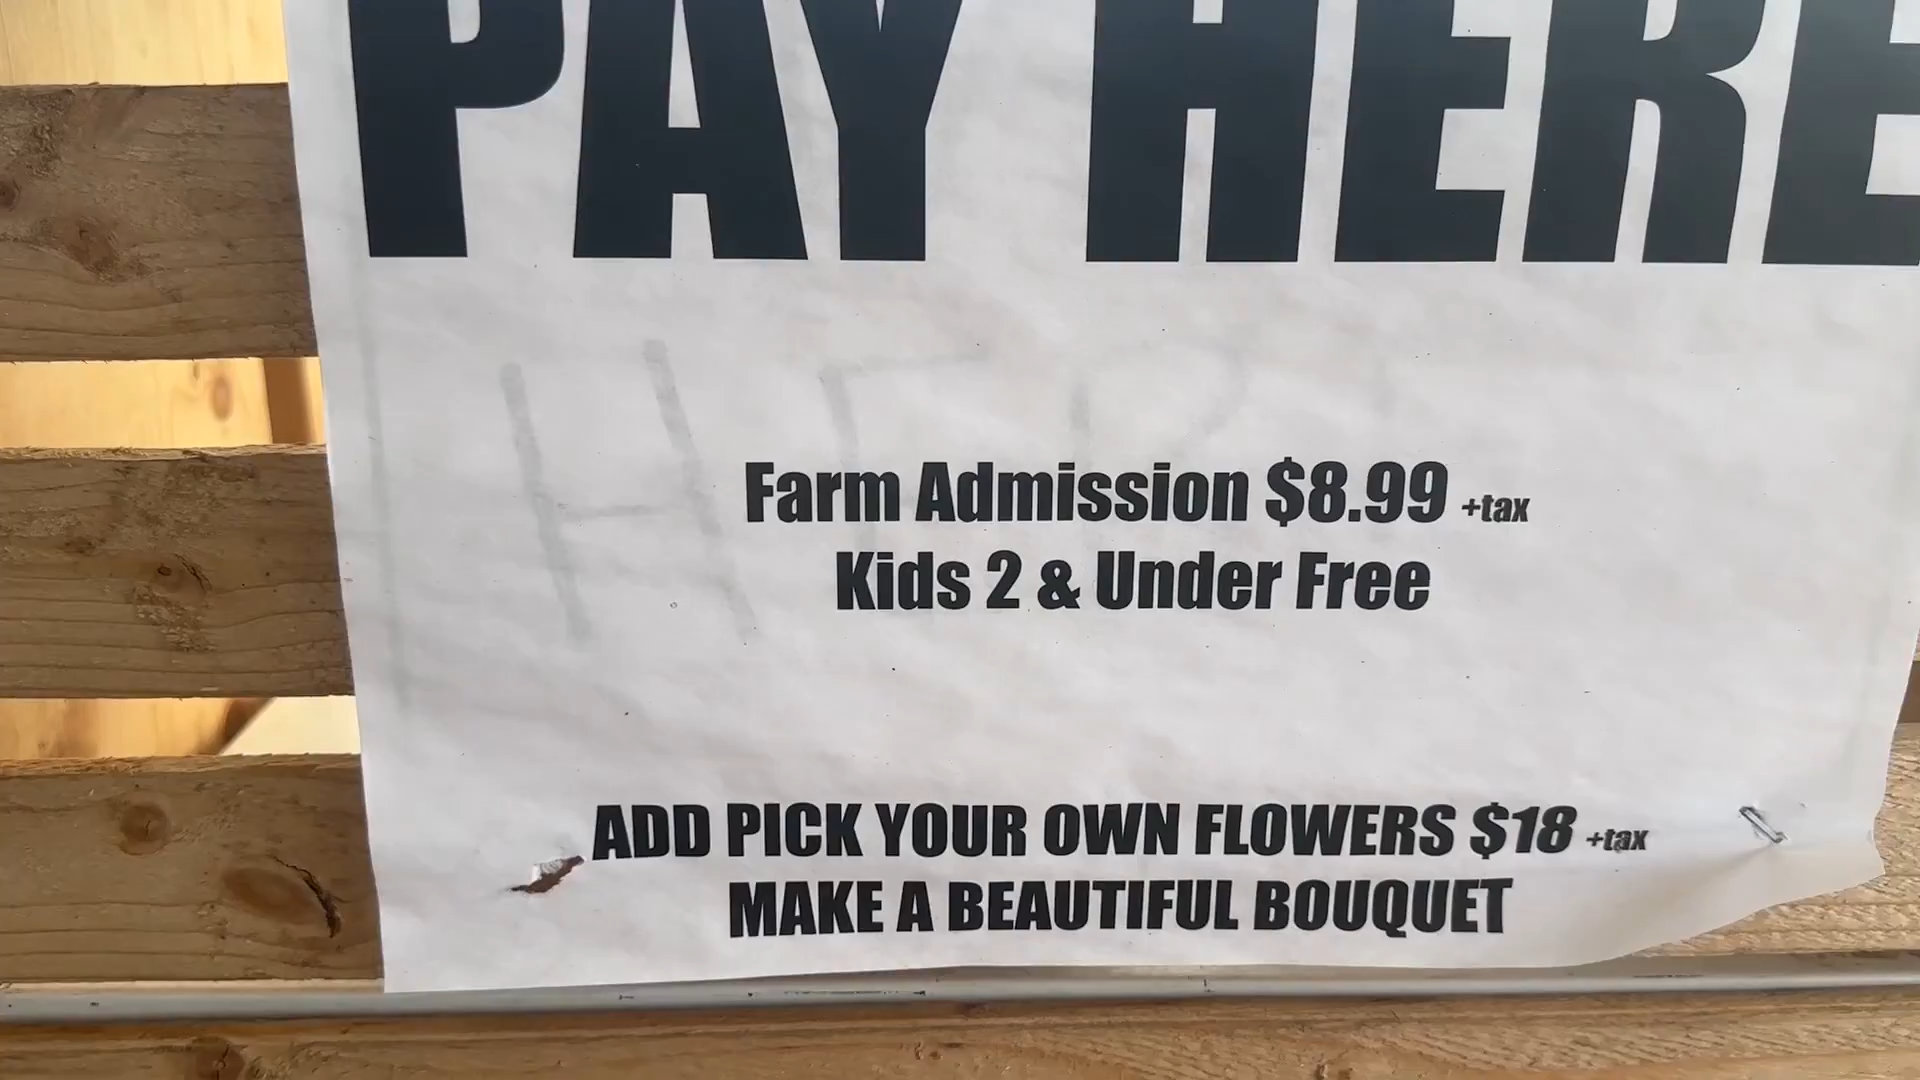 PAY HERE
Farm Admission $8.99 +tax
Kids 2 & Under Free
ADD PICK YOUR OWN FLOWERS $18 +tax
MAKE A BEAUTIFUL BOUQUET